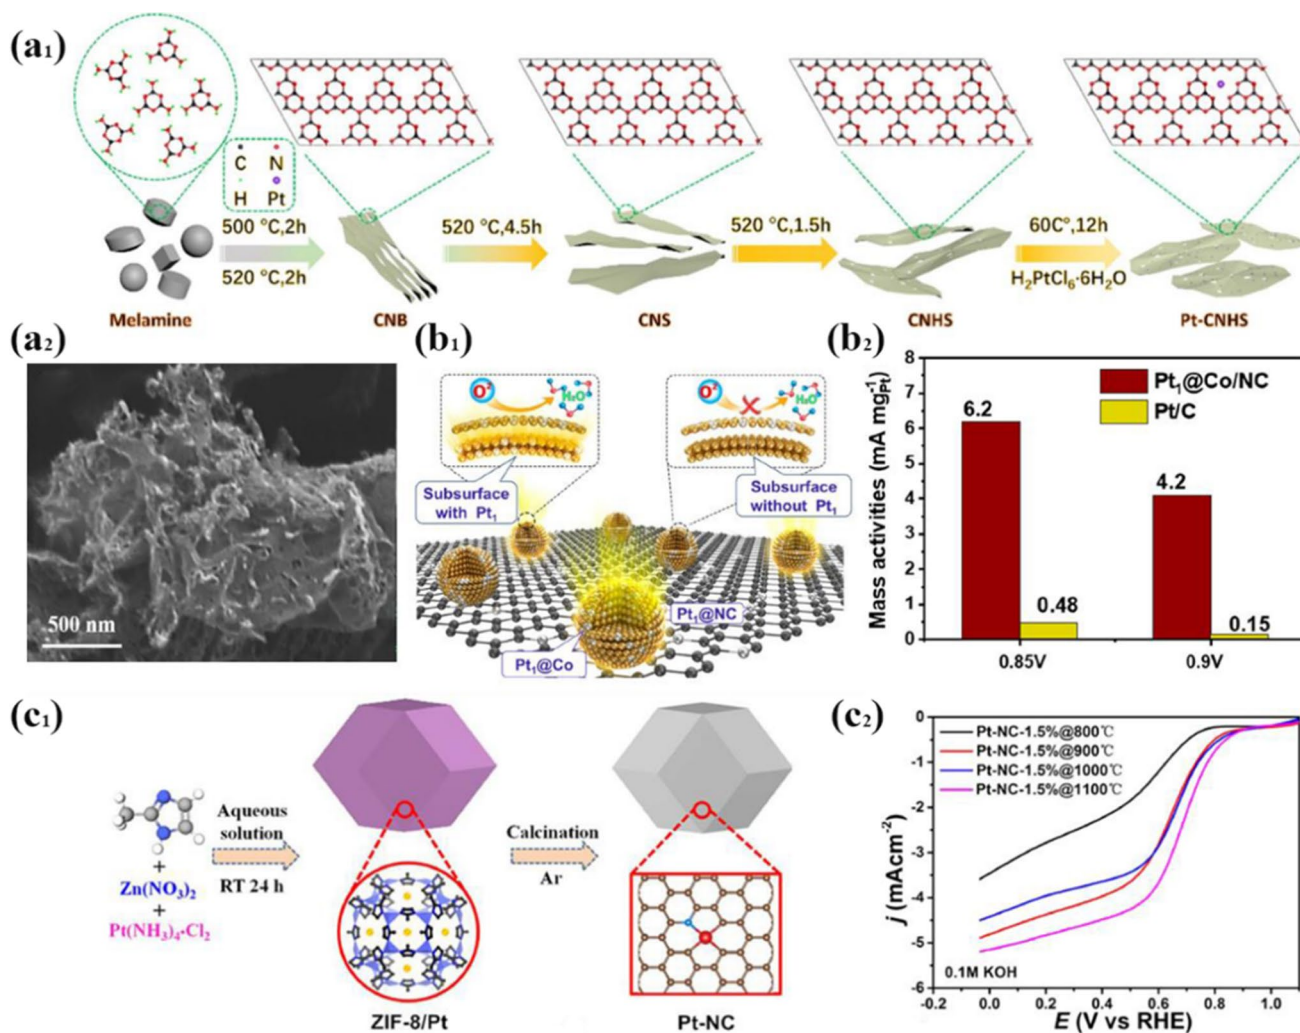 (a₁)
C N
H Pt
500 °C,2h
520 °C,2h
520 °C,4.5h
520 °C,1.5h
60C°,12h
H₂PtCl₆·6H₂O
Melamine
CNB
CNS
CNHS
Pt-CNHS
(a₂)
500 nm
(b₁)
O²
H₂O
O²
H₂O
Subsurface
with Pt₁
Subsurface
without Pt₁
Pt₁@NC
Pt₁@Co
(b₂)
Mass activities (mA mg⁻¹Pt)
8
7
6
5
4
3
2
1
0
Pt₁@Co/NC
Pt/C
6.2
0.48
4.2
0.15
0.85V
0.9V
(c₁)
+
Zn(NO₃)₂
+
Pt(NH₃)₄·Cl₂
Aqueous
solution
RT 24 h
ZIF-8/Pt
Calcination
Ar
Pt-NC
(c₂)
j (mAcm⁻²)
0
-1
-2
-3
-4
-5
-6
Pt-NC-1.5%@800℃
Pt-NC-1.5%@900℃
Pt-NC-1.5%@1000℃
Pt-NC-1.5%@1100℃
0.1M KOH
-0.2 0.0 0.2 0.4 0.6 0.8 1.0
E (V vs RHE)